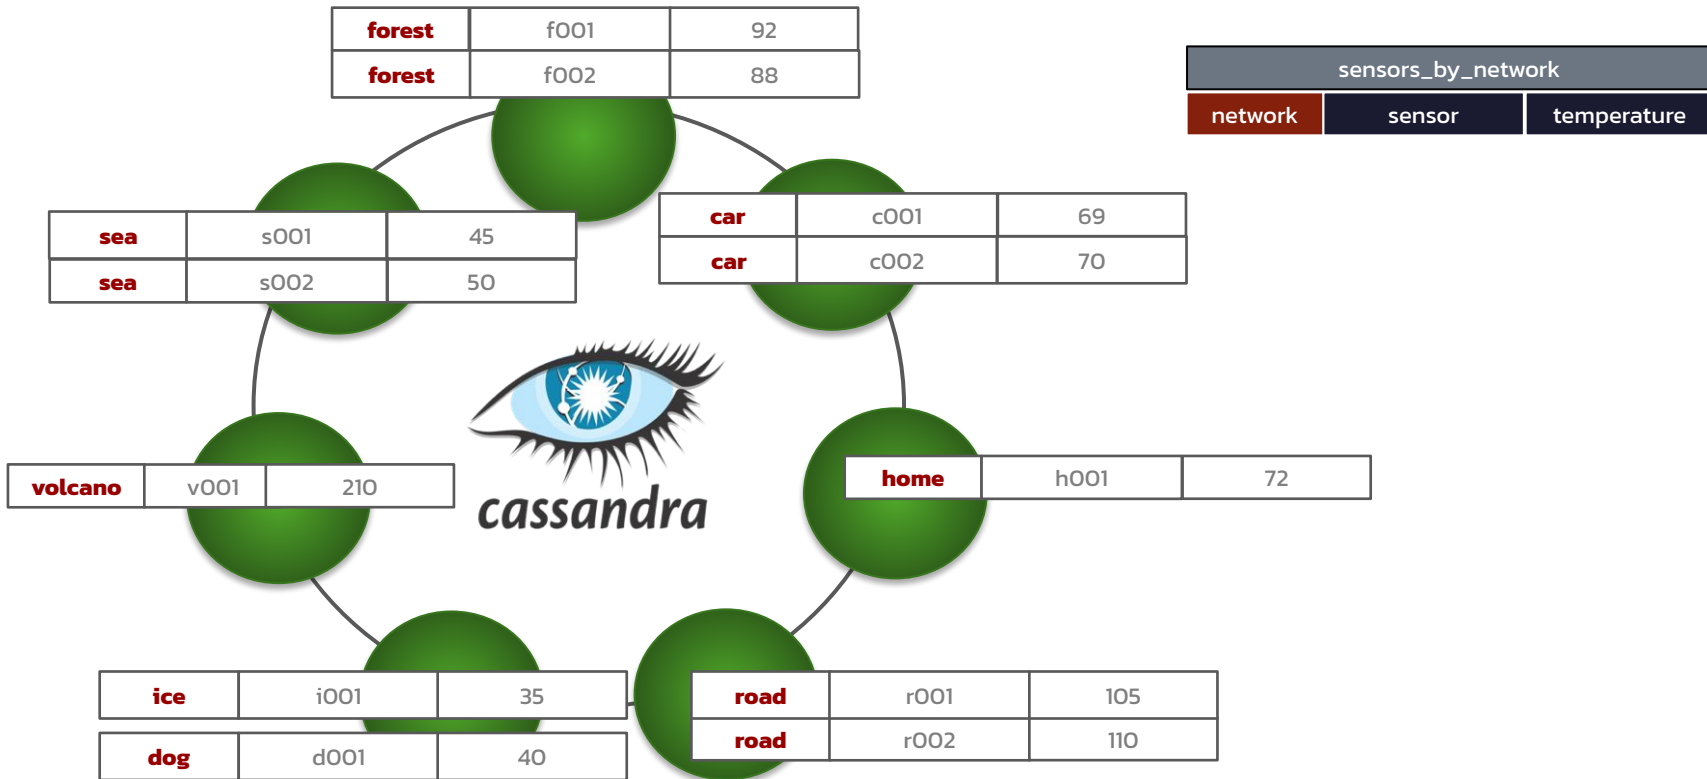 forest f001 92
forest f002 88
sensors_by_network
network sensor temperature
sea s001 45
sea s002 50
car c001 69
car c002 70
volcano v001 210
cassandra
home h001 72
ice i001 35
dog d001 40
road r001 105
road r002 110